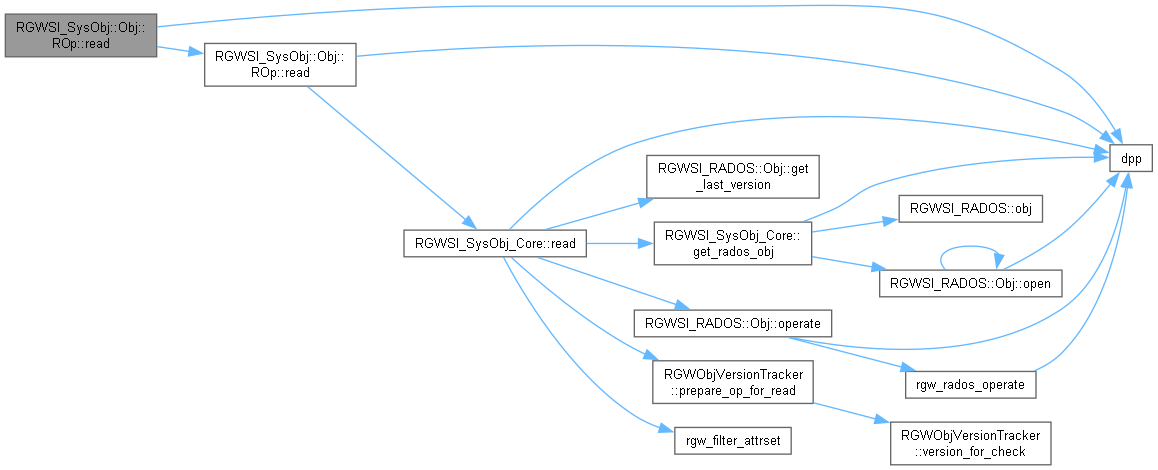 RGWSI_SysObj::Obj::
ROp::read
RGWSI_SysObj::Obj::
ROp::read
dpp
RGWSI_RADOS::Obj::get
_last_version
RGWSI_RADOS::obj
RGWSI_SysObj_Core::read
RGWSI_SysObj_Core::
get_rados_obj
RGWSI_RADOS::Obj::open
RGWSI_RADOS::Obj::operate
RGWObjVersionTracker
::prepare_op_for_read
rgw_rados_operate
rgw_filter_attrset
RGWObjVersionTracker
::version_for_check